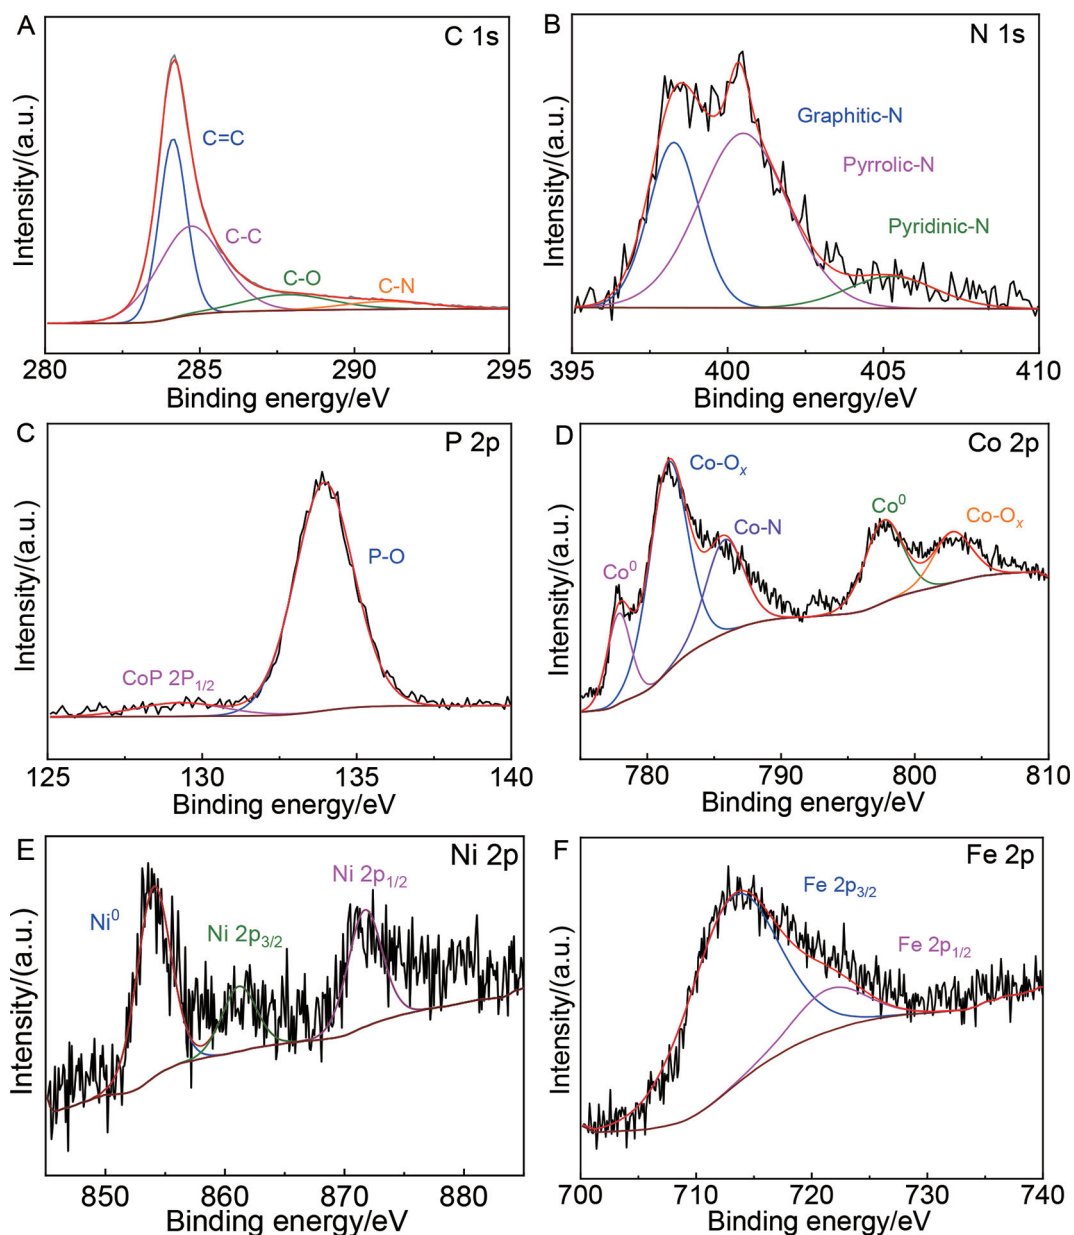 A
C 1s
C=C
C-C
C-O
C-N
Intensity/(a.u.)
280 285 290 295
Binding energy/eV
B
N 1s
Graphitic-N
Pyrrolic-N
Pyridinic-N
Intensity/(a.u.)
395 400 405 410
Binding energy/eV
C
P 2p
P-O
CoP 2P1/2
Intensity/(a.u.)
125 130 135 140
Binding energy/eV
D
Co 2p
Co-Ox
Co-N
Co0
Co0
Co-Ox
Intensity/(a.u.)
780 790 800 810
Binding energy/eV
E
Ni 2p
Ni0
Ni 2p3/2
Ni 2p1/2
Intensity/(a.u.)
850 860 870 880
Binding energy/eV
F
Fe 2p
Fe 2p3/2
Fe 2p1/2
Intensity/(a.u.)
700 710 720 730 740
Binding energy/eV